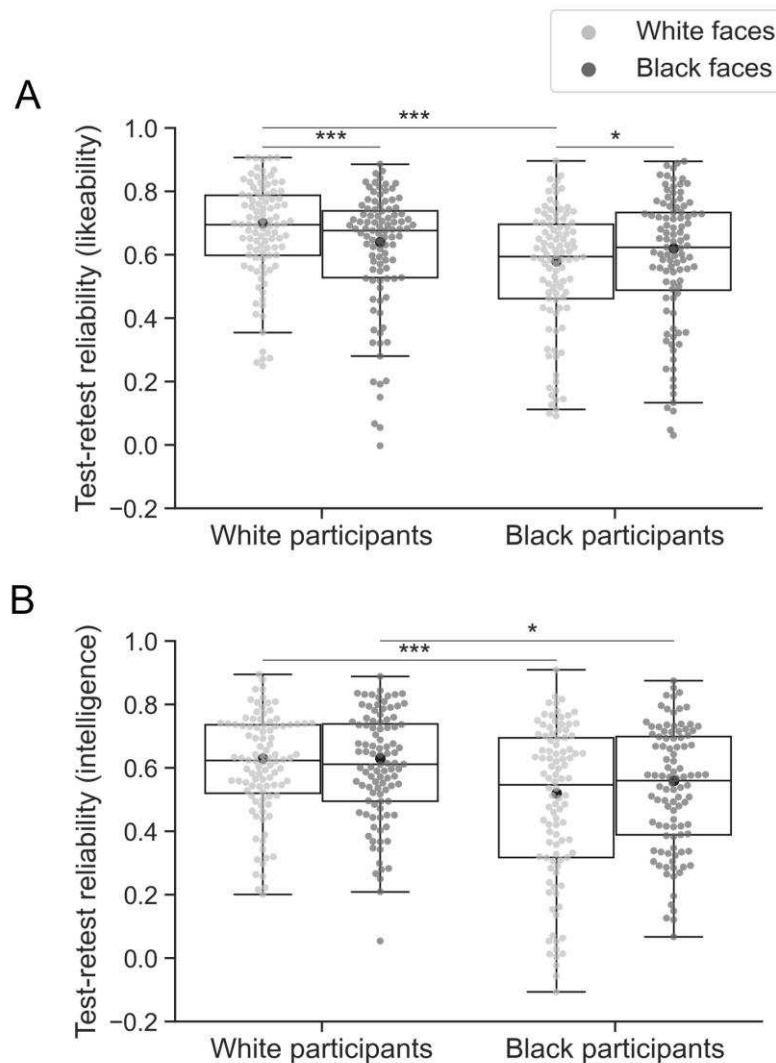 White faces
Black faces
A
***
***
*
Test-retest reliability (likeability)
1.0
0.8
0.6
0.4
0.2
0.0
−0.2
White participants
Black participants
B
*
***
Test-retest reliability (intelligence)
1.0
0.8
0.6
0.4
0.2
0.0
−0.2
White participants
Black participants